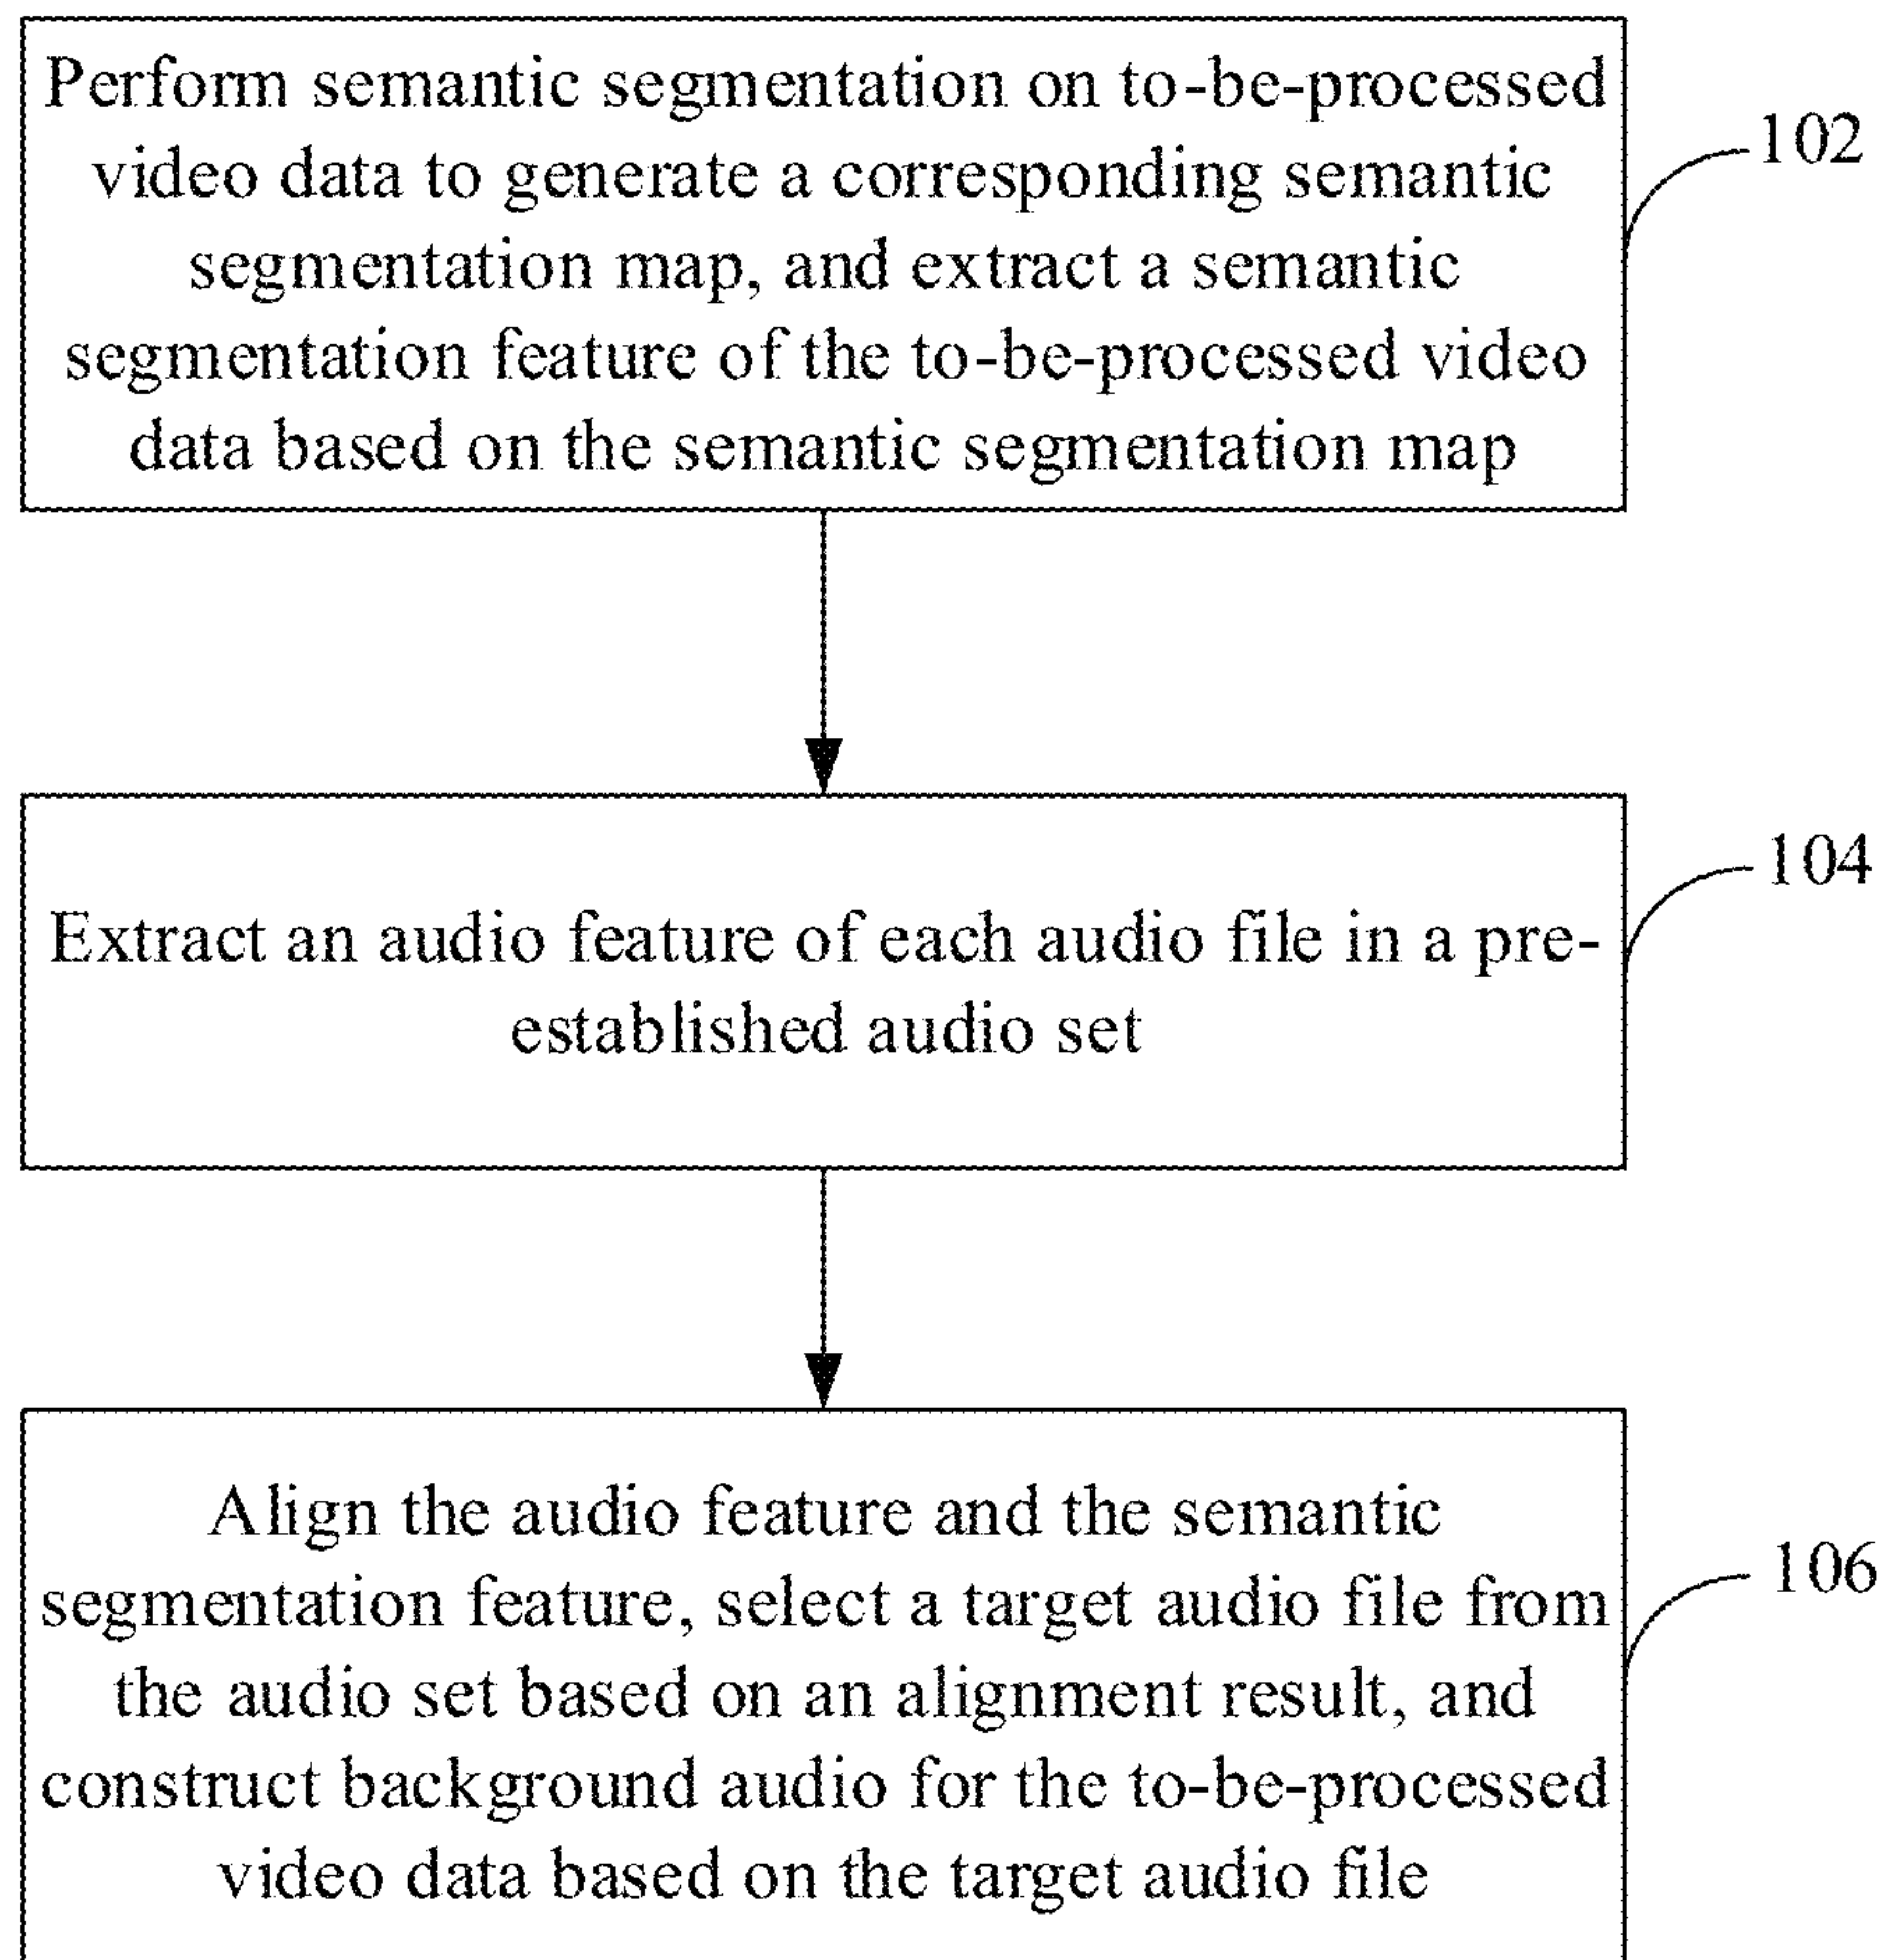 Perform semantic segmentation on to-be-processed
video data to generate a corresponding semantic
segmentation map, and extract a semantic
segmentation feature of the to-be-processed video
data based on the semantic segmentation map
102
Extract an audio feature of each audio file in a pre-
established audio set
104
Align the audio feature and the semantic
segmentation feature, select a target audio file from
the audio set based on an alignment result, and
construct background audio for the to-be-processed
video data based on the target audio file
106